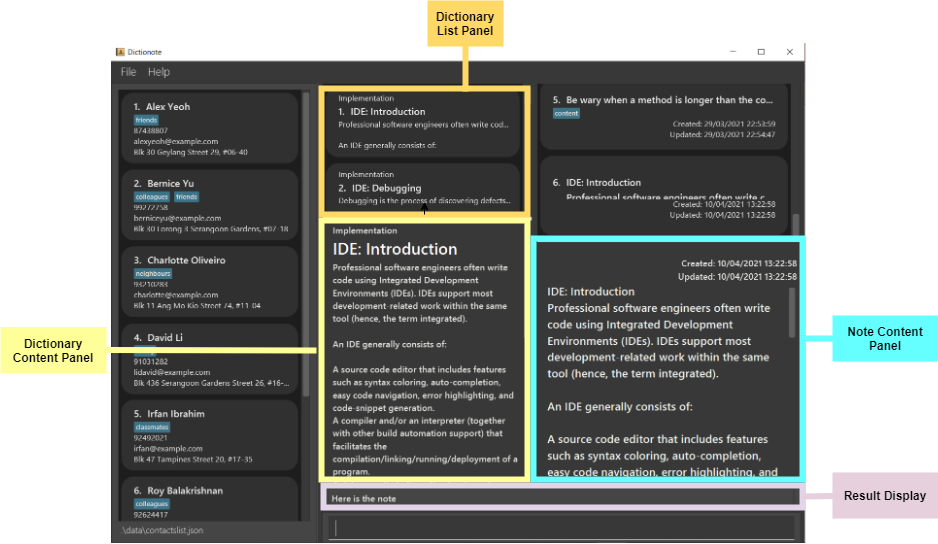 Dictionary
List Panel
Dictionote
File Help
1. Alex Yeoh
friends
87438807
alexyeoh@example.com
Blk 30 Geylang Street 29, #06-40
2. Bernice Yu
colleagues friends
99272758
berniceyu@example.com
Blk 30 Lorong 3 Serangoon Gardens, #07-18
3. Charlotte Oliveiro
neighbours
93210283
charlotte@example.com
Blk 11 Ang Mo Kio Street 74, #11-04
4. David Li
91031282
lidavid@example.com
Blk 436 Serangoon Gardens Street 26, #16-...
5. Irfan Ibrahim
classmates
92492021
irfan@example.com
Blk 47 Tampines Street 20, #17-35
6. Roy Balakrishnan
colleagues
92624417
.\data\contactslist.json
Implementation
1. IDE: Introduction
Professional software engineers often write cod...
An IDE generally consists of:
Implementation
2. IDE: Debugging
Debugging is the process of discovering defects...
Implementation
IDE: Introduction
Professional software engineers often write
code using Integrated Development
Environments (IDEs). IDEs support most
development-related work within the same
tool (hence, the term integrated).
An IDE generally consists of:
A source code editor that includes features
such as syntax coloring, auto-completion,
easy code navigation, error highlighting, and
code-snippet generation.
A compiler and/or an interpreter (together
with other build automation support) that
facilitates the
compilation/linking/running/deployment of a
program.
5. Be wary when a method is longer than the co...
content
Created: 29/03/2021 22:53:59
Updated: 29/03/2021 22:54:47
6. IDE: Introduction
Professional software engineers often write c...
Created: 10/04/2021 13:22:58
Updated: 10/04/2021 13:22:58
Created: 10/04/2021 13:22:58
Updated: 10/04/2021 13:22:58
IDE: Introduction
Professional software engineers often write
code using Integrated Development
Environments (IDEs). IDEs support most
development-related work within the same
tool (hence, the term integrated).
An IDE generally consists of:
A source code editor that includes features
such as syntax coloring, auto-completion,
easy code navigation, error highlighting, and
Here is the note
Dictionary
Content Panel
Note Content
Panel
Result Display